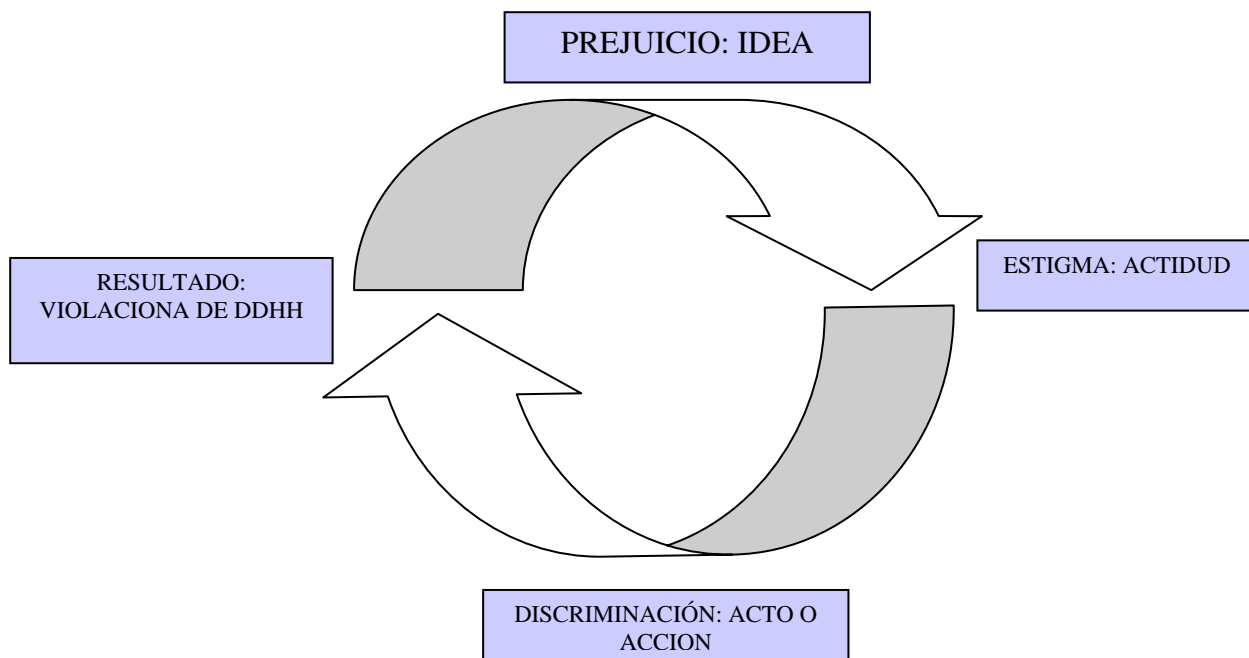 PREJUICIO: IDEA
ESTIGMA: ACTIDUD
RESULTADO:
VIOLACIONA DE DDHH
DISCRIMINACIÓN: ACTO O
ACCION